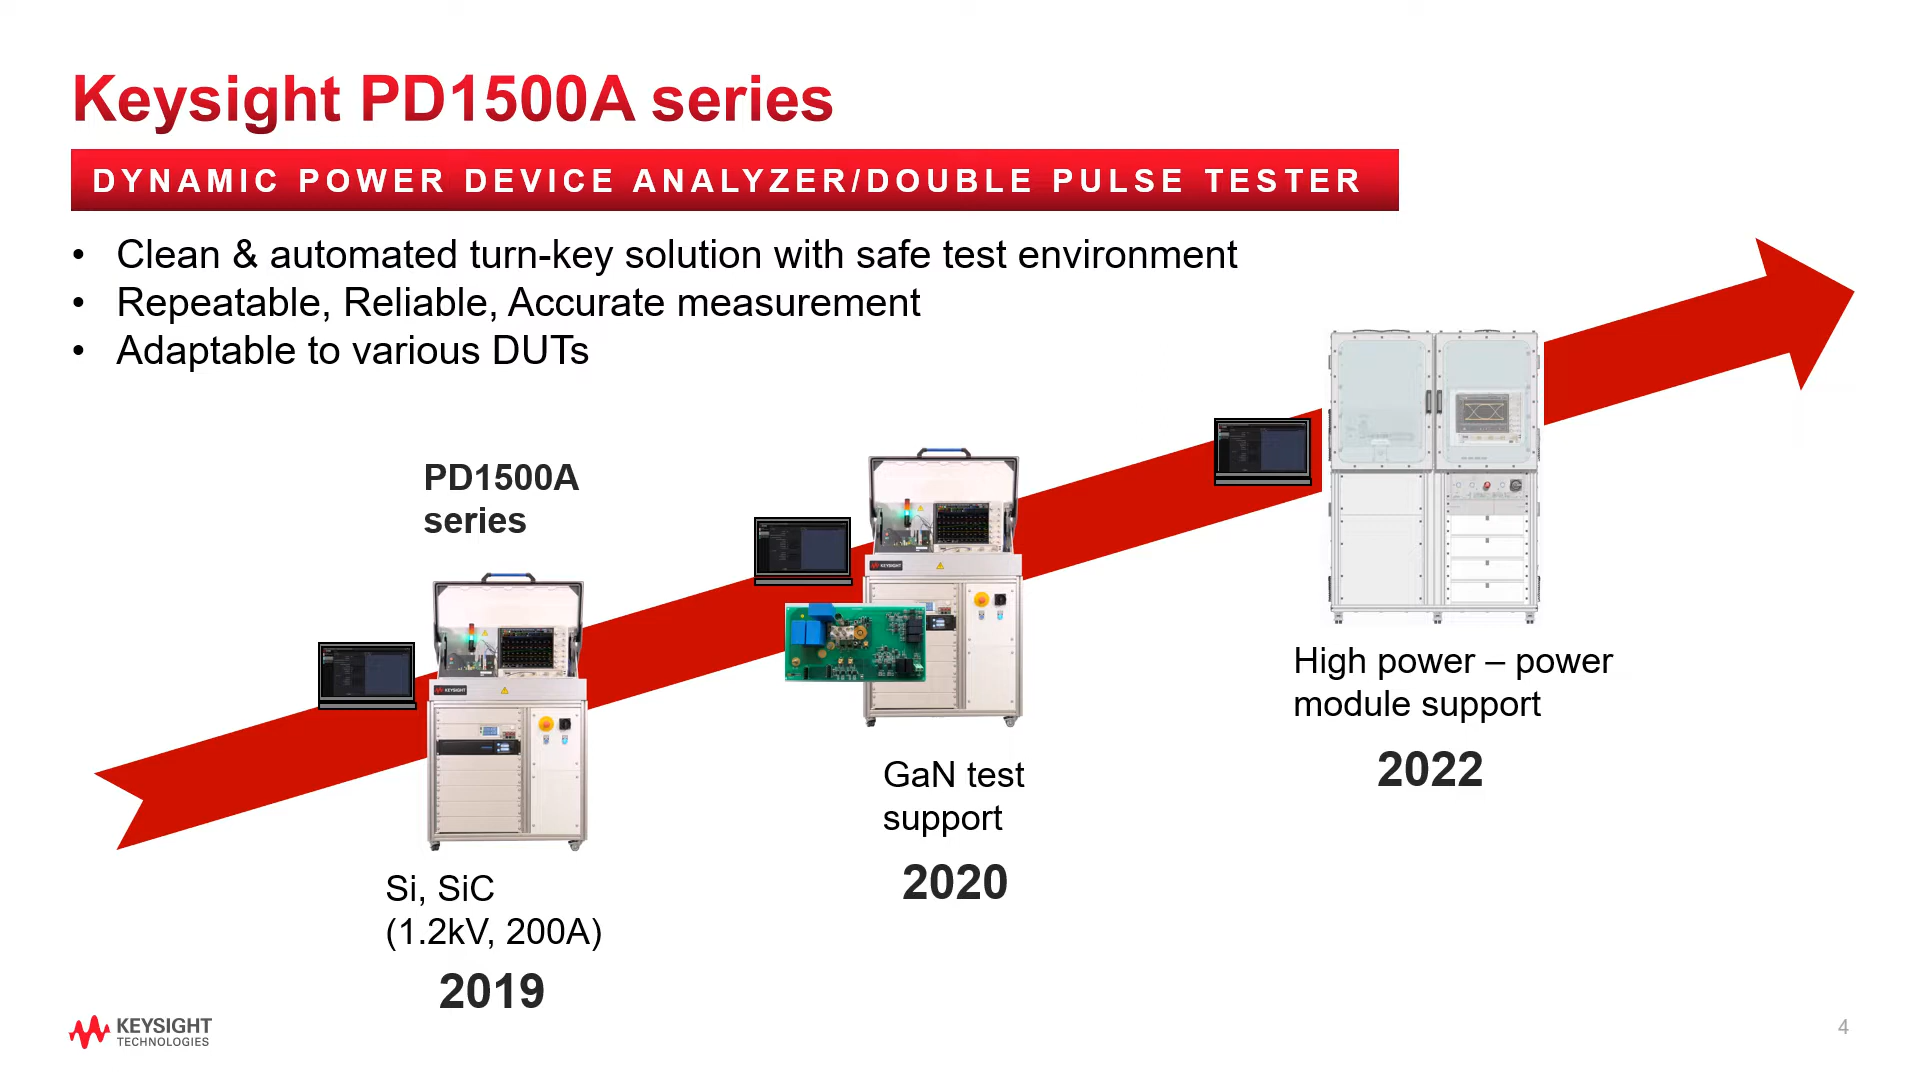 Keysight PD1500A series
DYNAMIC POWER DEVICE ANALYZER/DOUBLE PULSE TESTER
• Clean & automated turn-key solution with safe test environment
• Repeatable, Reliable, Accurate measurement
• Adaptable to various DUTs
PD1500A
series
KEYSIGHT
Si, SiC
(1.2kV, 200A)
2019
KEYSIGHT
GaN test
support
2020
High power – power
module support
2022
KEYSIGHT
TECHNOLOGIES
4